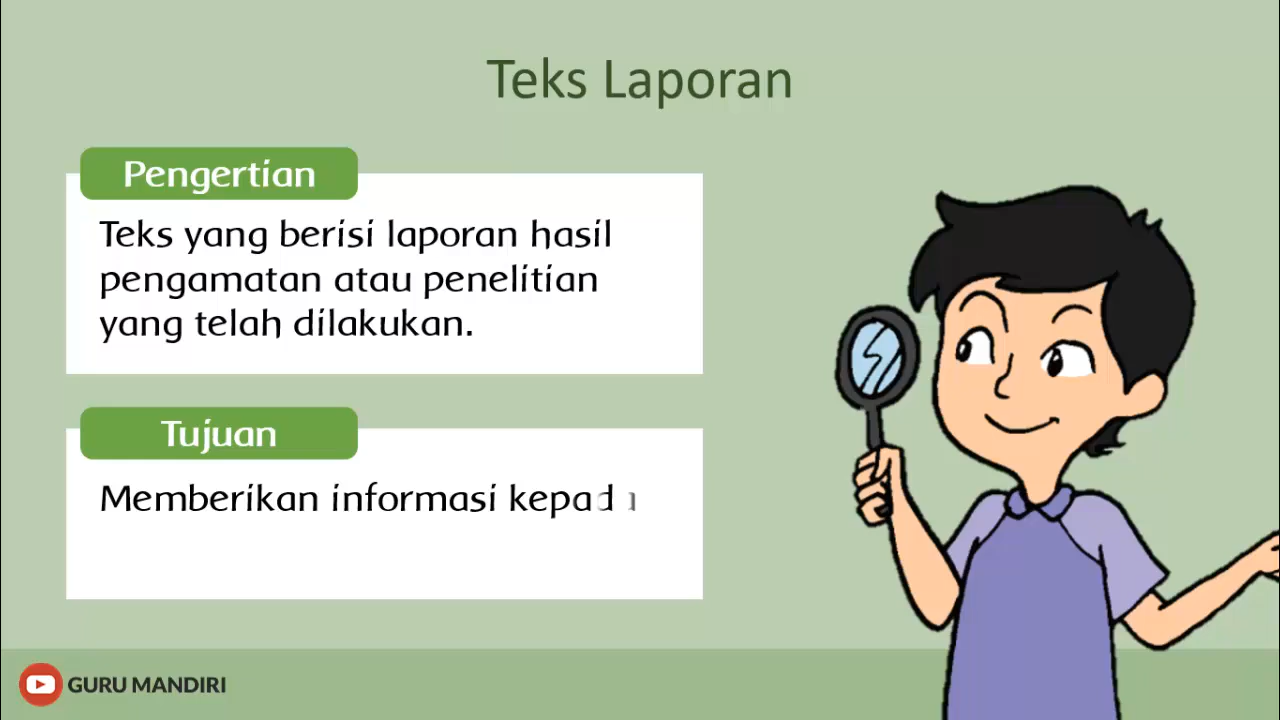 Teks Laporan
Pengertian
Teks yang berisi laporan hasil
pengamatan atau penelitian
yang telah dilakukan.
Tujuan
Memberikan informasi
GURU MANDIRI